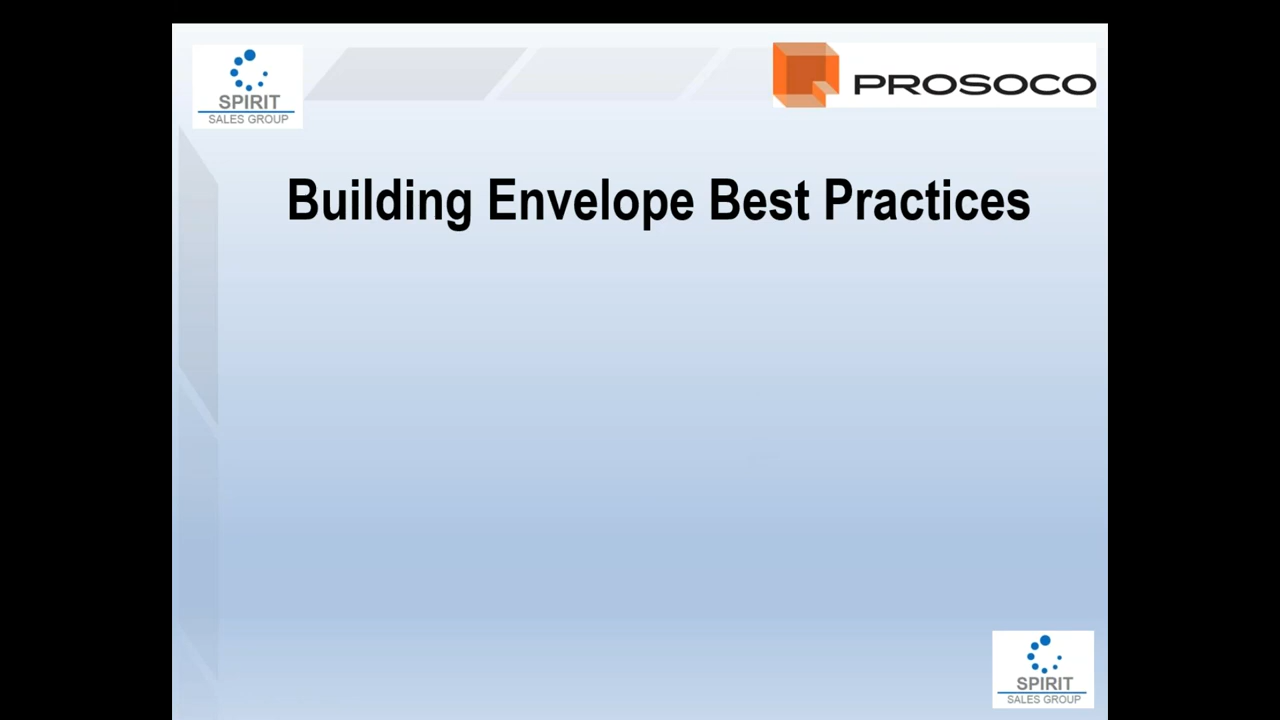 SPIRIT
SALES GROUP
PROSOCO
Building Envelope Best Practices
SPIRIT
SALES GROUP